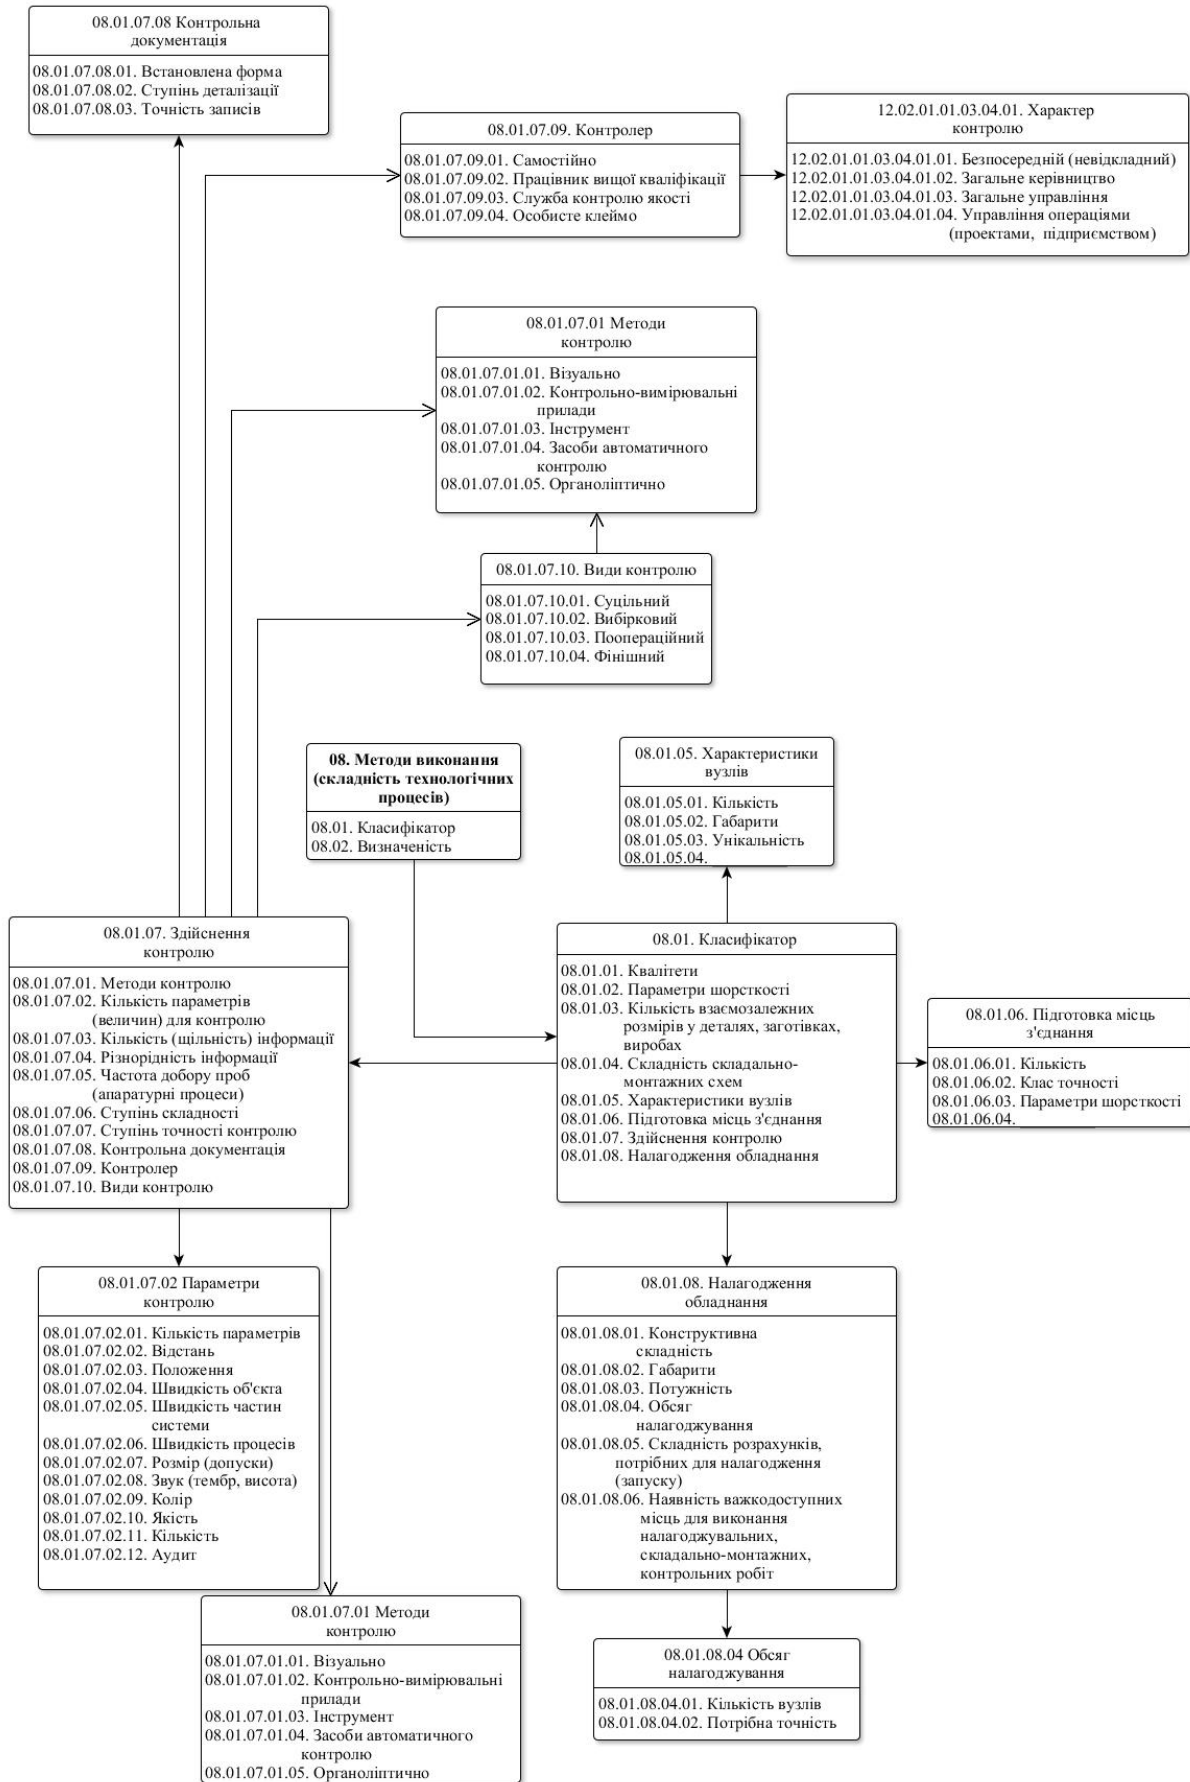 08.01.07.08 Контрольна
документація
08.01.07.08.01. Встановлена форма
08.01.07.08.02. Ступінь деталізації
08.01.07.08.03. Точність записів
08.01.07.09. Контролер
08.01.07.09.01. Самостійно
08.01.07.09.02. Працівник вищої кваліфікації
08.01.07.09.03. Служба контролю якості
08.01.07.09.04. Особисте клеймо
12.02.01.01.03.04.01. Характер
контролю
12.02.01.01.03.04.01.01. Безпосередній (невідкладний)
12.02.01.01.03.04.01.02. Загальне керівництво
12.02.01.01.03.04.01.03. Загальне управління
12.02.01.01.03.04.01.04. Управління операціями
(проектами, підприємством)
08.01.07.01 Методи
контролю
08.01.07.01.01. Візуально
08.01.07.01.02. Контрольно-вимірювальні
прилади
08.01.07.01.03. Інструмент
08.01.07.01.04. Засоби автоматичного
контролю
08.01.07.01.05. Органоліптично
08.01.07.10. Види контролю
08.01.07.10.01. Суцільний
08.01.07.10.02. Вибірковий
08.01.07.10.03. Поопераційний
08.01.07.10.04. Фінішний
08. Методи виконання
(складність технологічних
процесів)
08.01. Класифікатор
08.02. Визначеність
08.01.05. Характеристики
вузлів
08.01.05.01. Кількість
08.01.05.02. Габарити
08.01.05.03. Унікальність
08.01.05.04. __________
08.01.07. Здійснення
контролю
08.01.07.01. Методи контролю
08.01.07.02. Кількість параметрів
(величин) для контролю
08.01.07.03. Кількість (щільність) інформації
08.01.07.04. Різнорідність інформації
08.01.07.05. Частота добору проб
(апаратурні процеси)
08.01.07.06. Ступінь складності
08.01.07.07. Ступінь точності контролю
08.01.07.08. Контрольна документація
08.01.07.09. Контролер
08.01.07.10. Види контролю
08.01. Класифікатор
08.01.01. Квалітети
08.01.02. Параметри шорсткості
08.01.03. Кількість взаємозалежних
розмірів у деталях, заготівках,
виробах
08.01.04. Складність складально-
монтажних схем
08.01.05. Характеристики вузлів
08.01.06. Підготовка місць з'єднання
08.01.07. Здійснення контролю
08.01.08. Налагодження обладнання
08.01.06. Підготовка місць
з'єднання
08.01.06.01. Кількість
08.01.06.02. Клас точності
08.01.06.03. Параметри шорсткості
08.01.06.04. __________
08.01.07.02 Параметри
контролю
08.01.07.02.01. Кількість параметрів
08.01.07.02.02. Відстань
08.01.07.02.03. Положення
08.01.07.02.04. Швидкість об'єкта
08.01.07.02.05. Швидкість частин
системи
08.01.07.02.06. Швидкість процесів
08.01.07.02.07. Розмір (допуски)
08.01.07.02.08. Звук (тембр, висота)
08.01.07.02.09. Колір
08.01.07.02.10. Якість
08.01.07.02.11. Кількість
08.01.07.02.12. Аудит
08.01.08. Налагодження
обладнання
08.01.08.01. Конструктивна
складність
08.01.08.02. Габарити
08.01.08.03. Потужність
08.01.08.04. Обсяг
налагоджування
08.01.08.05. Складність розрахунків,
потрібних для налагодження
(запуску)
08.01.08.06. Наявність важкодоступних
місць для виконання
налагоджувальних,
складально-монтажних,
контрольних робіт
08.01.07.01 Методи
контролю
08.01.07.01.01. Візуально
08.01.07.01.02. Контрольно-вимірювальні
прилади
08.01.07.01.03. Інструмент
08.01.07.01.04. Засоби автоматичного
контролю
08.01.07.01.05. Органоліптично
08.01.08.04 Обсяг
налагоджування
08.01.08.04.01. Кількість вузлів
08.01.08.04.02. Потрібна точність